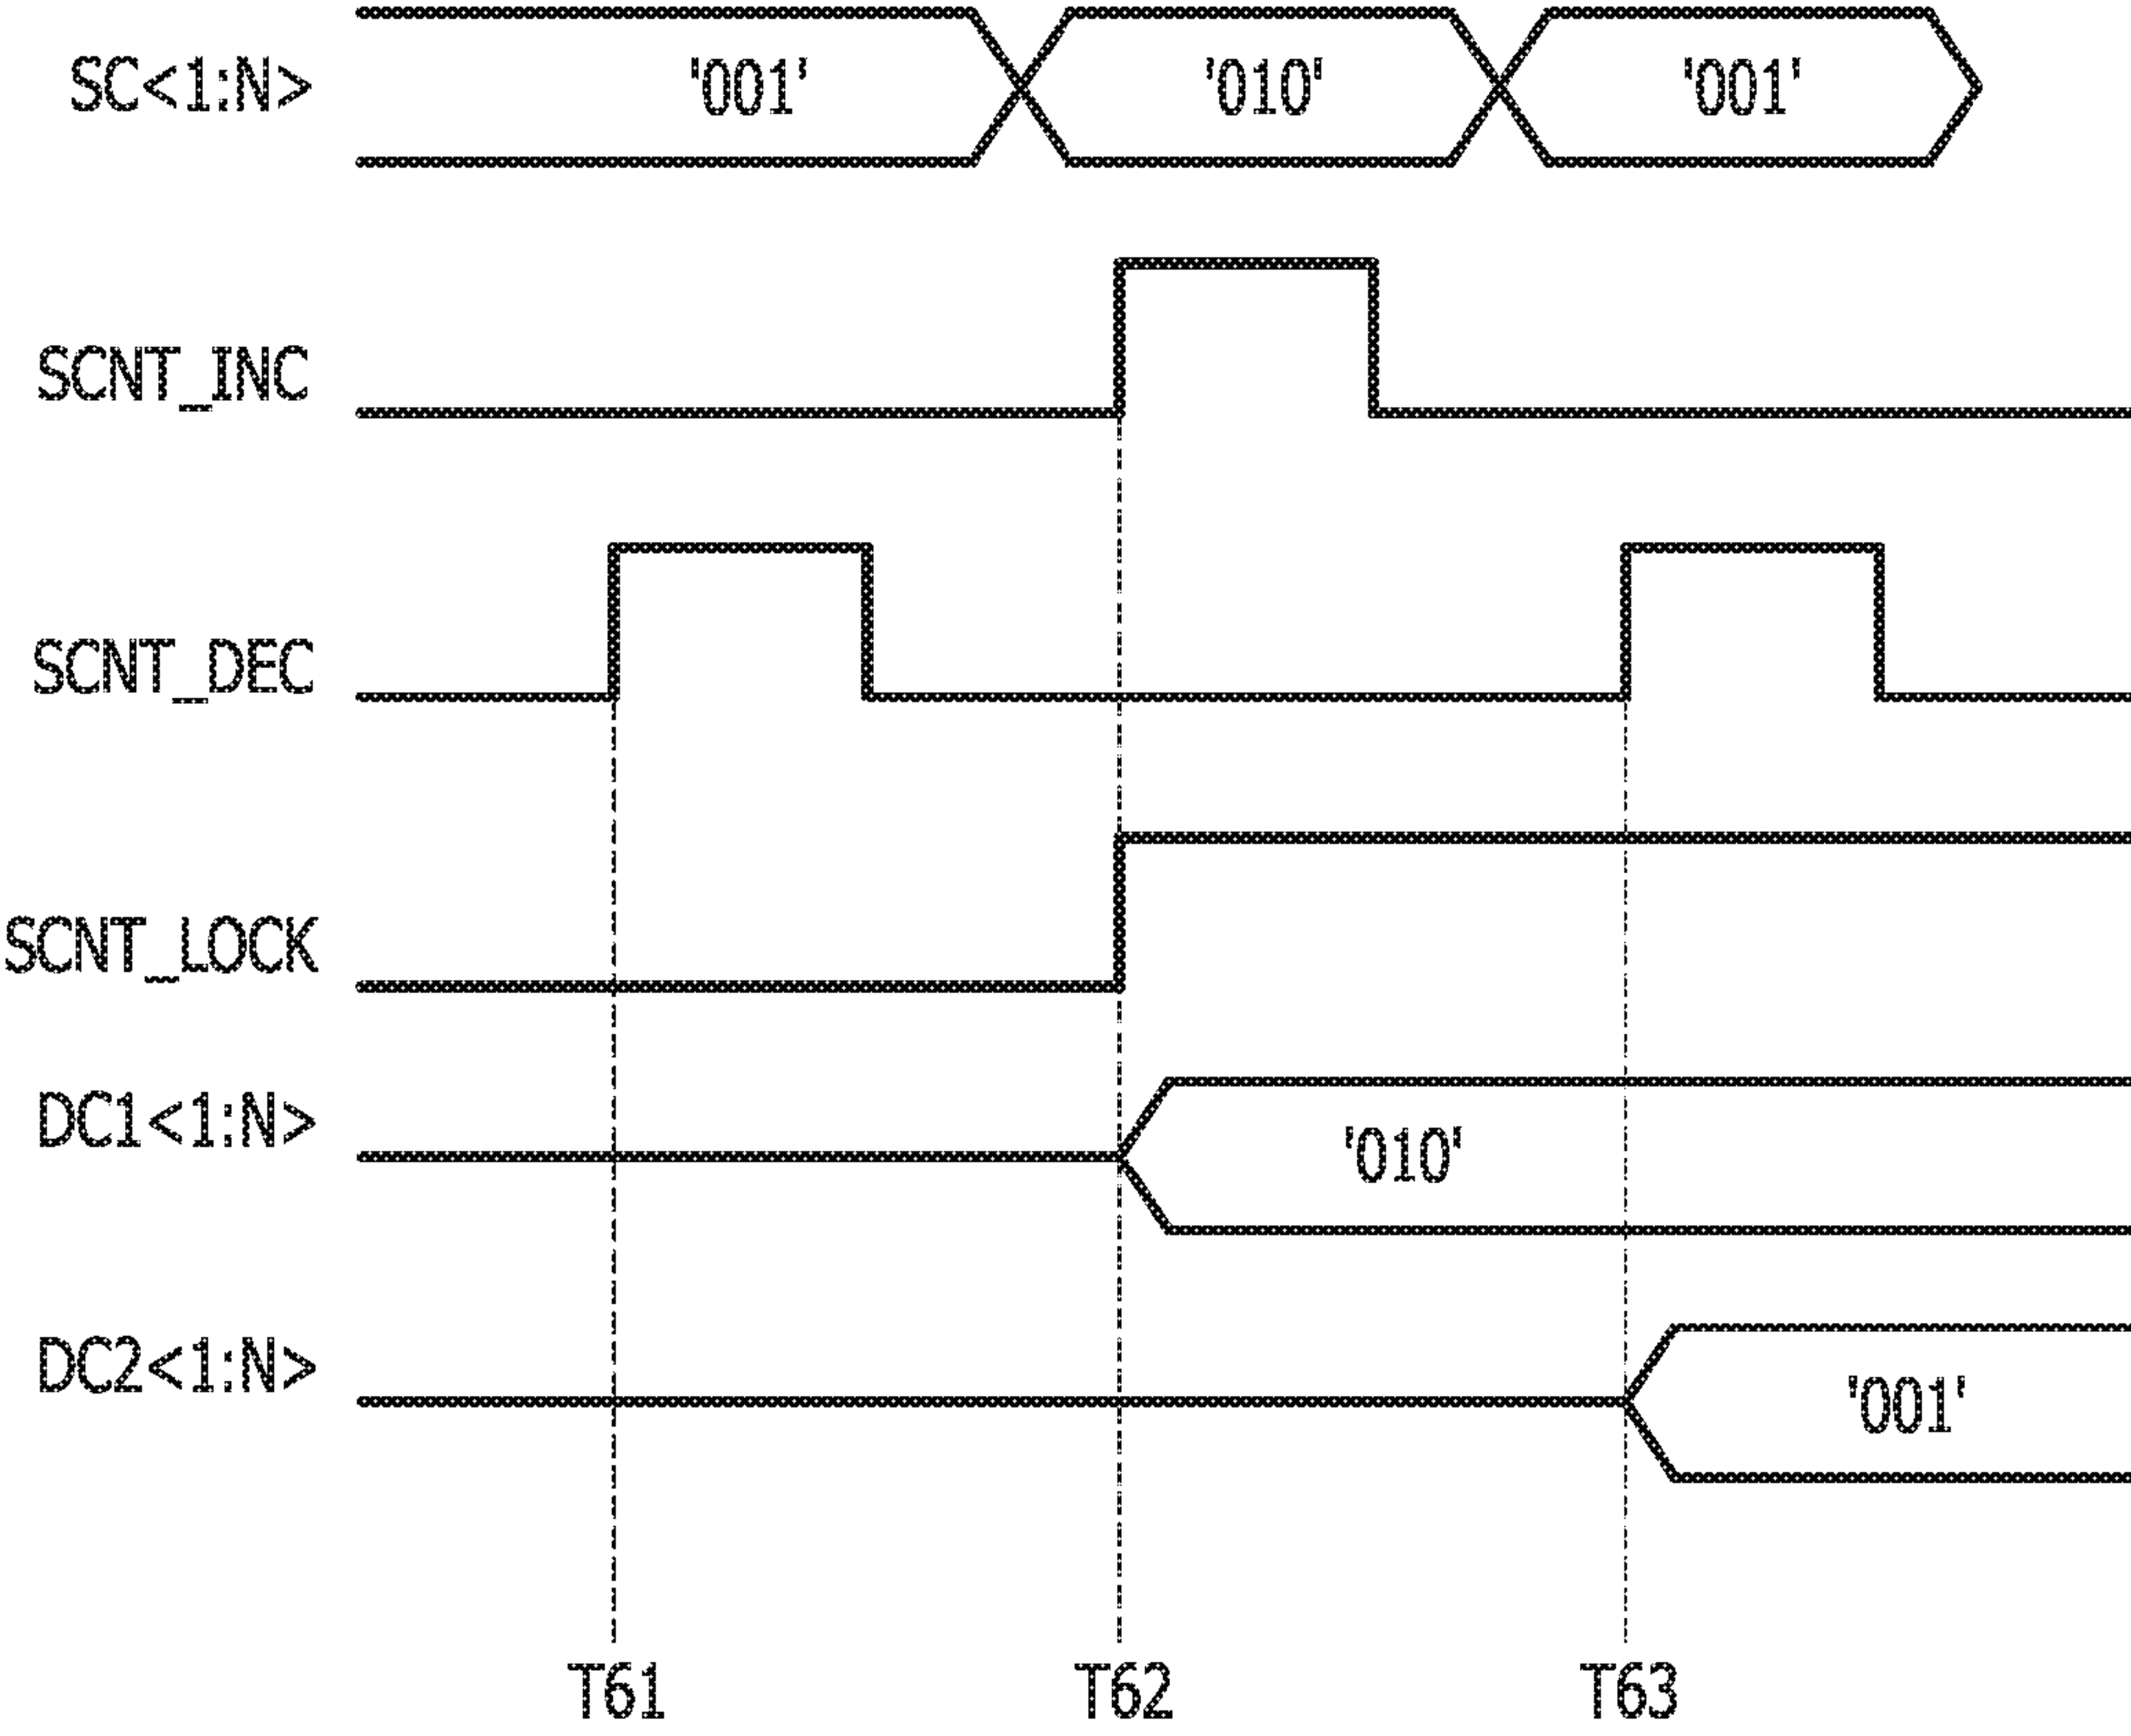 SC<1:N> '001' '010' '001'
SCNT_INC
SCNT_DEC
SCNT_LOCK
DC1<1:N> '010'
DC2<1:N> '001'
T61 T62 T63